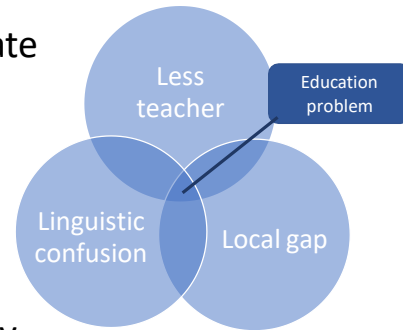 ate
Less
teacher
Education
problem
Linguistic
confusion
Local gap